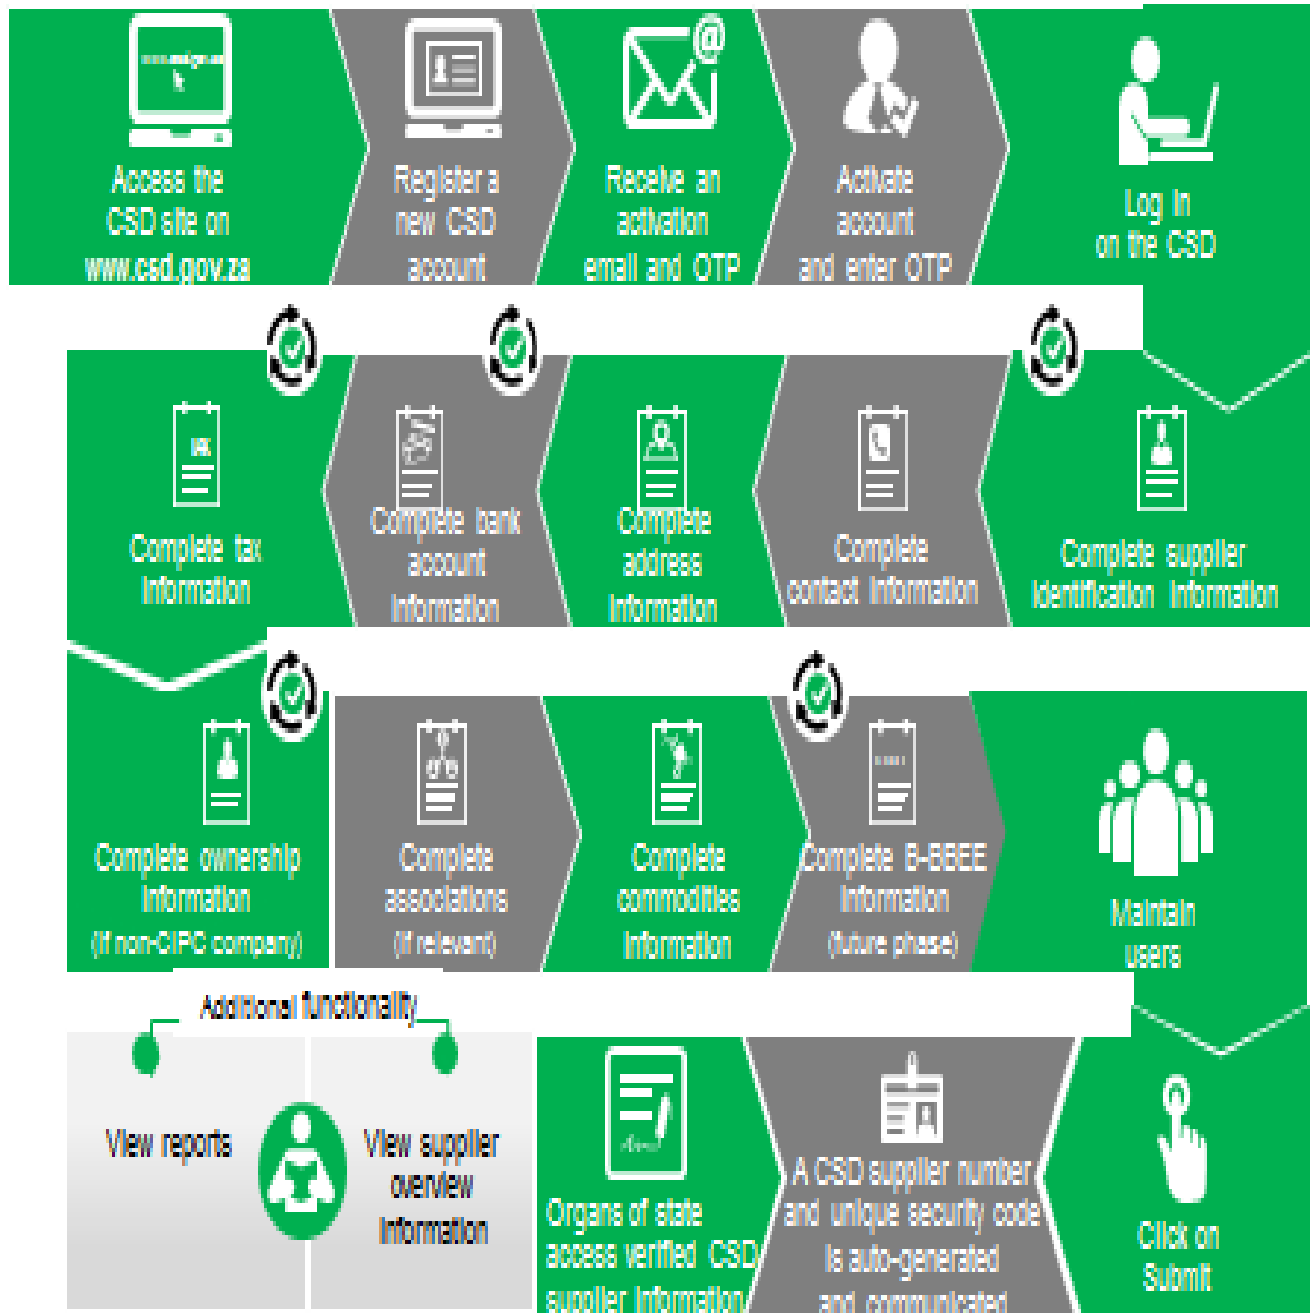 Access the
CSD site on
www.csd.gov.za
Register a
new CSD
account
Receive an
activation
email and OTP
Activate
account
and enter OTP
Log in
on the CSD
Complete supplier
Identification Information
Complete
contact Information
Complete
address
Information
Complete bank
account
Information
Complete tax
Information
Complete ownership
Information
(If non-CIPC company)
Complete
associations
(If relevant)
Complete
commodities
Information
Complete B-BBEE
Information
(future phase)
Maintain
users
Click on
Submit
A CSD supplier number
and unique security code
is auto-generated
and communicated
Organs of state
access verified CSD
supplier Information
Additional functionality
View reports
View supplier
overview
Information